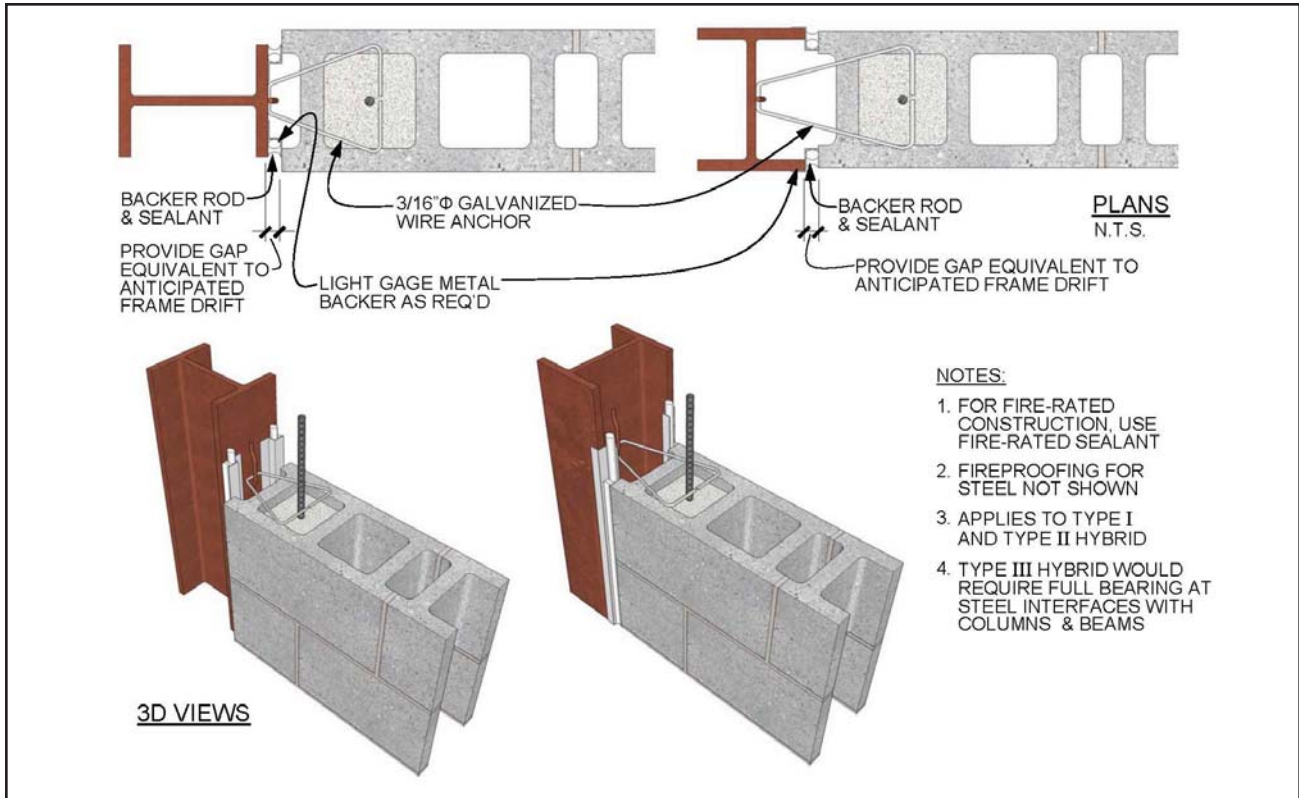 BACKER ROD
& SEALANT
PROVIDE GAP
EQUIVALENT TO
ANTICIPATED
FRAME DRIFT
3/16"Φ GALVANIZED
WIRE ANCHOR
LIGHT GAGE METAL
BACKER AS REQ'D
BACKER ROD
& SEALANT
PROVIDE GAP EQUIVALENT TO
ANTICIPATED FRAME DRIFT
PLANS
N.T.S.
3D VIEWS
NOTES:
1. FOR FIRE-RATED
CONSTRUCTION, USE
FIRE-RATED SEALANT
2. FIREPROOFING FOR
STEEL NOT SHOWN
3. APPLIES TO TYPE I
AND TYPE II HYBRID
4. TYPE III HYBRID WOULD
REQUIRE FULL BEARING AT
STEEL INTERFACES WITH
COLUMNS & BEAMS